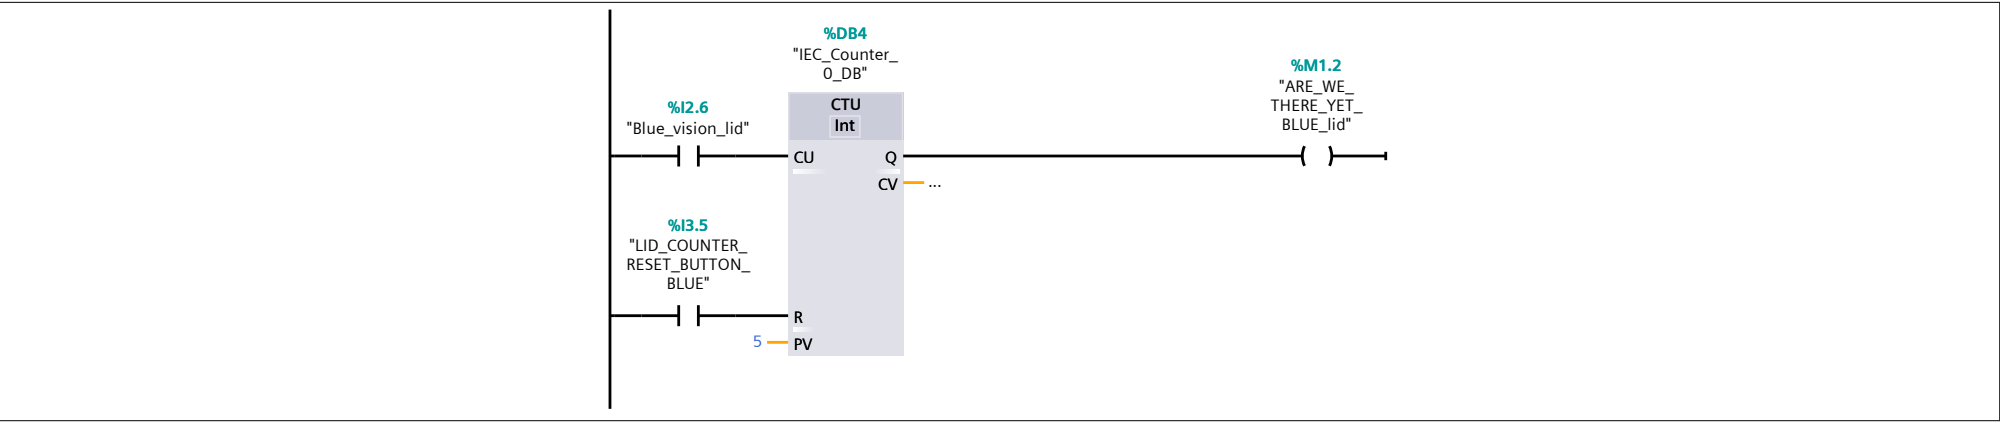 %DB4
"IEC_Counter_
0_DB"
%M1.2
"ARE_WE_
THERE_YET_
BLUE_lid"
%I2.6
"Blue_vision_lid"
CTU
Int
CU
Q
CV
...
%I3.5
"LID_COUNTER_
RESET_BUTTON_
BLUE"
R
5
PV